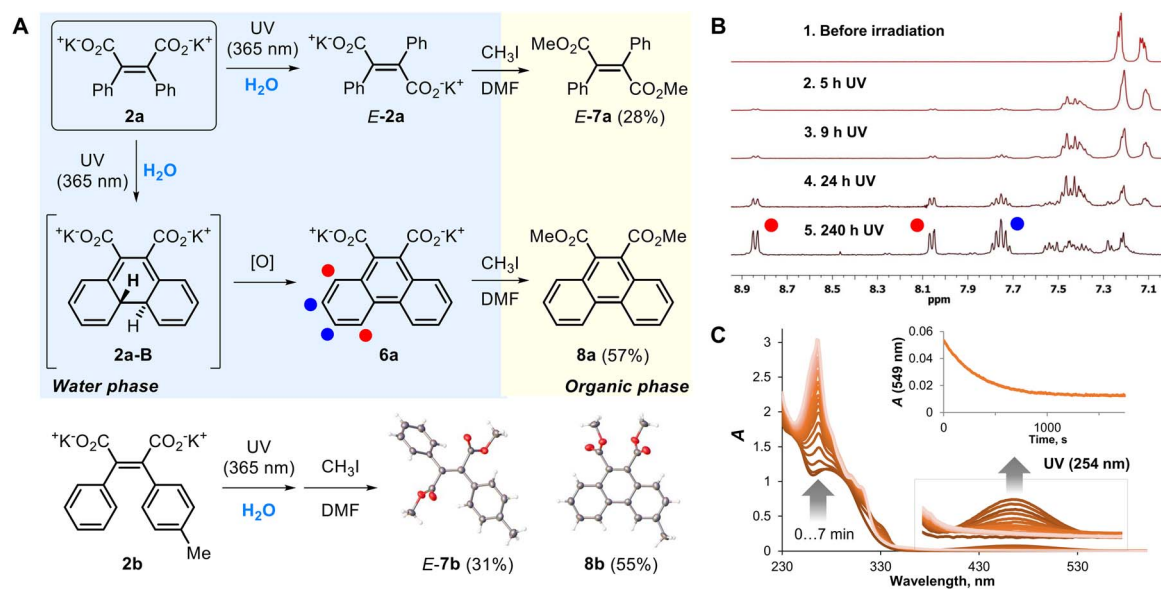 A
⁺K⁻O₂C
CO₂⁻K⁺
Ph
Ph
2a
UV
(365 nm)
H₂O
⁺K⁻O₂C
Ph
Ph
CO₂⁻K⁺
E-2a
CH₃I
DMF
MeO₂C
Ph
Ph
CO₂Me
E-7a (28%)
UV
(365 nm)
H₂O
⁺K⁻O₂C
CO₂⁻K⁺
H
H
2a-B
[O]
⁺K⁻O₂C
CO₂⁻K⁺
6a
CH₃I
DMF
MeO₂C
CO₂Me
8a (57%)
Water phase
Organic phase
⁺K⁻O₂C
CO₂⁻K⁺
Me
2b
UV
(365 nm)
H₂O
CH₃I
DMF
E-7b (31%)
8b (55%)
B
1. Before irradiation
2. 5 h UV
3. 9 h UV
4. 24 h UV
5. 240 h UV
8.9 8.7 8.5 8.3 8.1 7.9 7.7 7.5 7.3 7.1
ppm
C
3
2.5
2
1.5
1
0.5
0
A
230 330 430 530
Wavelength, nm
0...7 min
0.06
0.04
0.02
0
A (549 nm)
0 1000
Time, s
UV (254 nm)